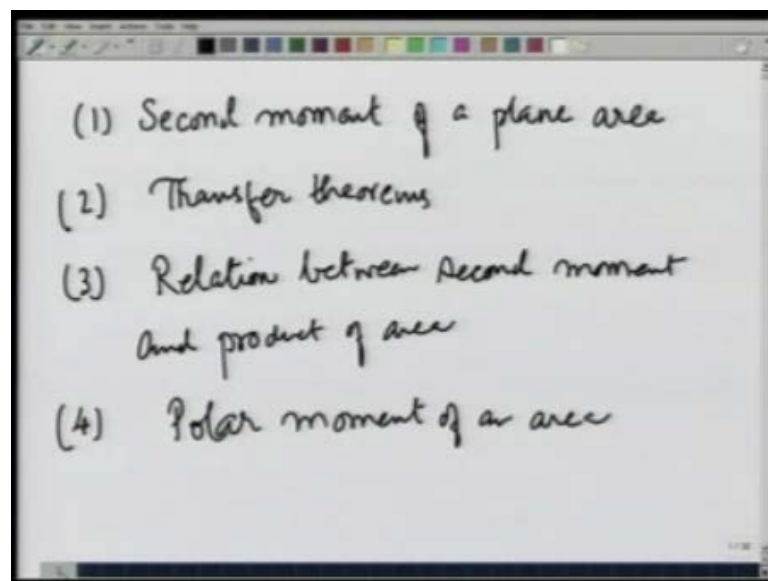 (1) Second moment of a plane area
(2) Transfer theorems
(3) Relation between second moment
and product of area
(4) Polar moment of an area